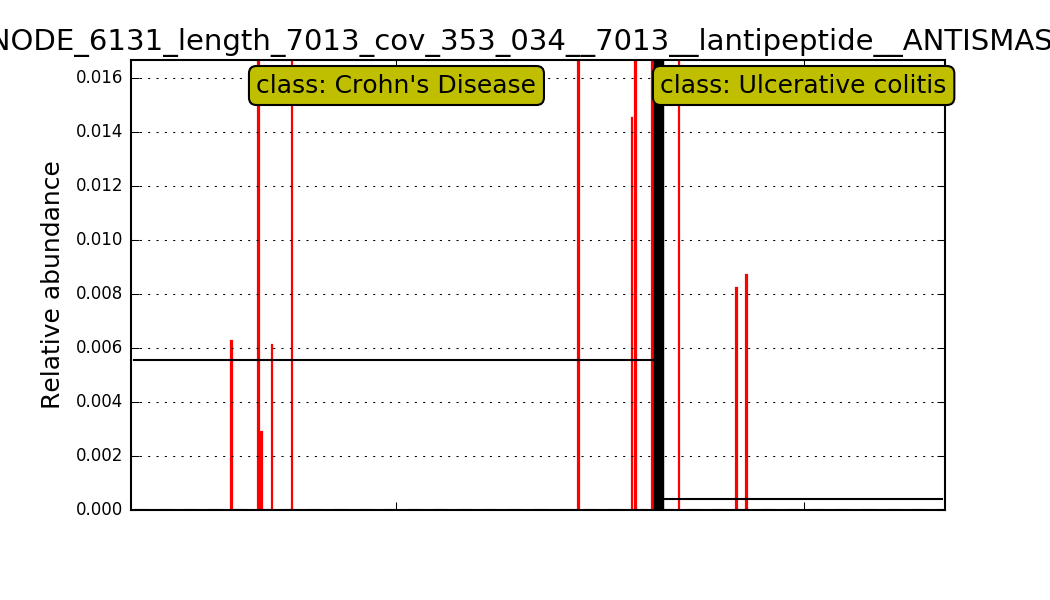 NODE_6131_length_7013_cov_353_034__7013__lantipeptide__ANTISMAS
class: Crohn's Disease
class: Ulcerative colitis
Relative abundance
0.016
0.014
0.012
0.010
0.008
0.006
0.004
0.002
0.000